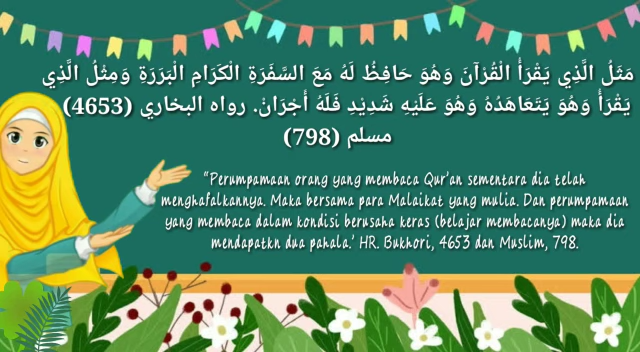 مَثَلُ الَّذِي يَقْرَأُ الْقُرْآنَ وَهُوَ حَافِظٌ لَهُ مَعَ السَّفَرَةِ الْكَرَامِ الْبَرَرَةِ وَمِثْلُ الَّذِي
يَقْرَأُ وَهُوَ يَتَعَاهَدُهُ وَهُوَ عَلَيْهِ شَدِيْدِ فَلَهُ أَجْرَانْ. رواه البخاري (4653)
مسلم (798)
"Perumpamaan orang yang membaca Qur'an sementara dia telah
menghafalkannya. Maka bersama para Malaikat yang mulia. Dan perumpamaan
yang membaca dalam kondisi berusaha keras (belajar membacanya) maka dia
mendapatkn dua pahala.' HR. Bukhori, 4653 dan Muslim, 798.